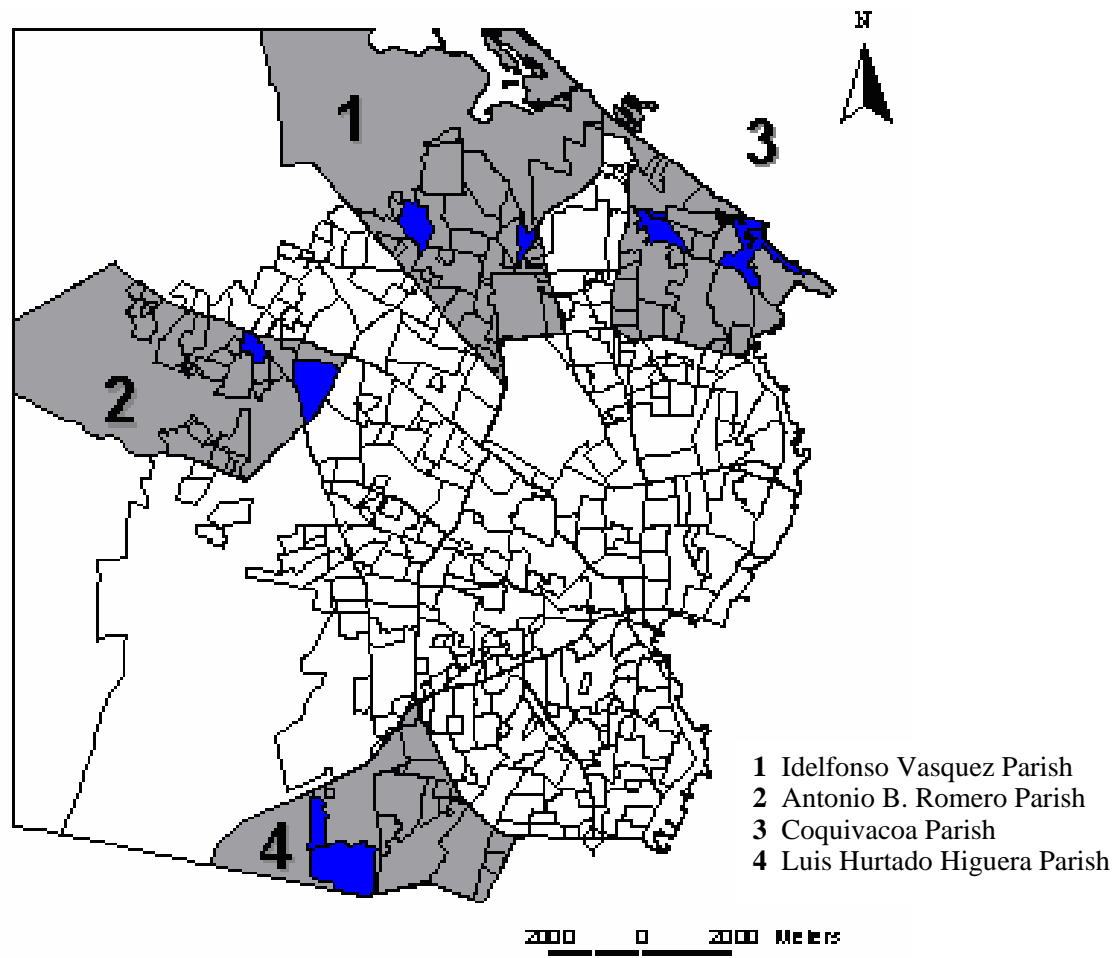 N
1
3
2
4
1 Idelfonso Vasquez Parish
2 Antonio B. Romero Parish
3 Coquivacoa Parish
4 Luis Hurtado Higuera Parish
2000 0 2000 Meters